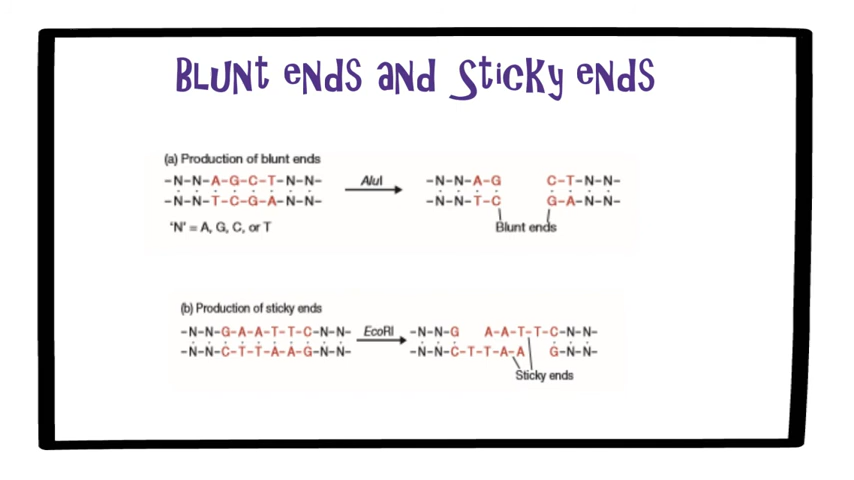 Blunt ends and Sticky ends
(a) Production of blunt ends
-N-N-A-G-C-T-N-N- AluI -N-N-A-G C-T-N-N-
-N-N-T-C-G-A-N-N- -N-N-T-C G-A-N-N-
'N' = A, G, C, or T Blunt ends
(b) Production of sticky ends
-N-N-G-A-A-T-T-C-N-N- EcoRI -N-N-G A-A-T-T-C-N-N-
-N-N-C-T-T-A-A-G-N-N- -N-N-C-T-T-A-A G-N-N-
Sticky ends